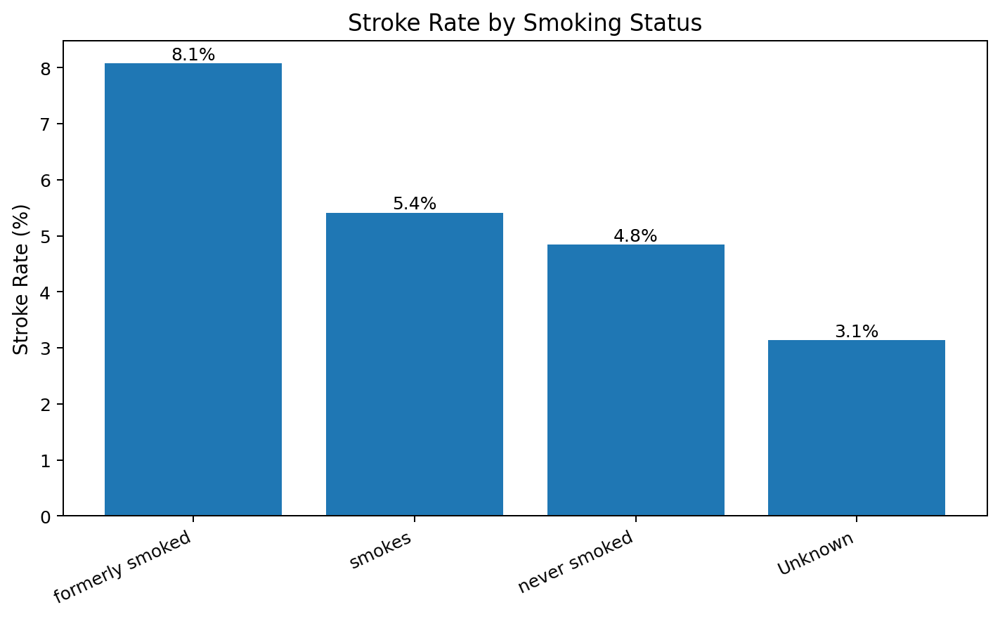 Stroke Rate by Smoking Status
Stroke Rate (%)
8
7
6
5
4
3
2
1
0
8.1%
5.4%
4.8%
3.1%
formerly smoked
smokes
never smoked
Unknown